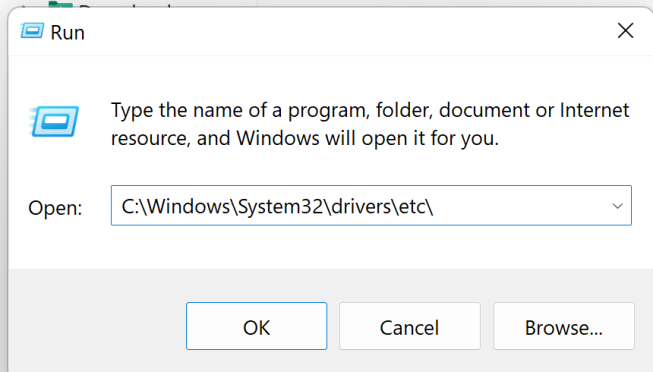 Run
Type the name of a program, folder, document or Internet
resource, and Windows will open it for you.
Open: C:\Windows\System32\drivers\etc\
OK Cancel Browse...